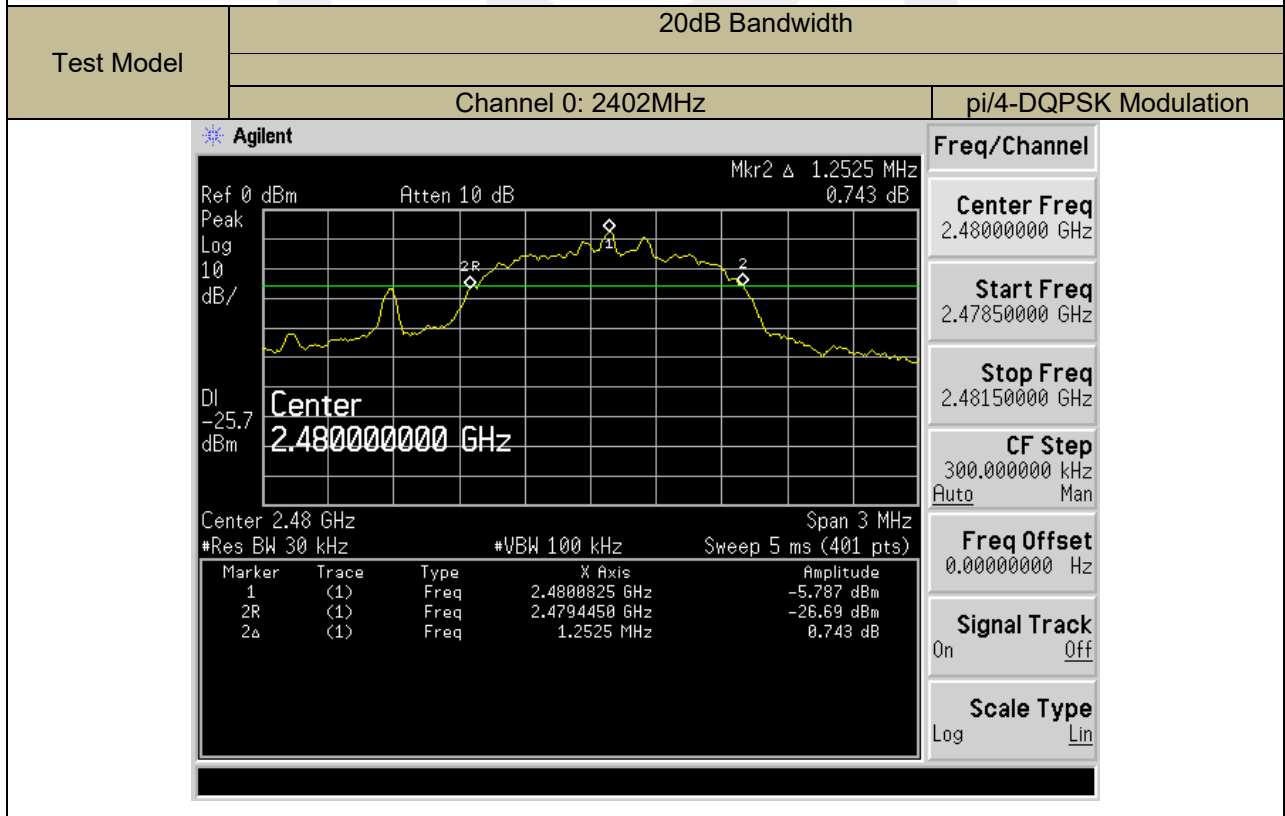 20dB Bandwidth
Test Model
Channel 0: 2402MHz pi/4-DQPSK Modulation
Agilent
Freq/Channel
Mkr2 Δ 1.2525 MHz
Ref 0 dBm Atten 10 dB 0.743 dB
Peak
Log
10
dB/
1
2R
2
DI
-25.7
dBm
Center
2.480000000 GHz
Center 2.48 GHz Span 3 MHz
#Res BW 30 kHz #VBW 100 kHz Sweep 5 ms (401 pts)
Marker Trace Type X Axis Amplitude
1 (1) Freq 2.4800825 GHz -5.787 dBm
2R (1) Freq 2.4794450 GHz -26.69 dBm
2Δ (1) Freq 1.2525 MHz 0.743 dB
Center Freq
2.48000000 GHz
Start Freq
2.47850000 GHz
Stop Freq
2.48150000 GHz
CF Step
300.000000 kHz
Auto Man
Freq Offset
0.00000000 Hz
Signal Track
On Off
Scale Type
Log Lin